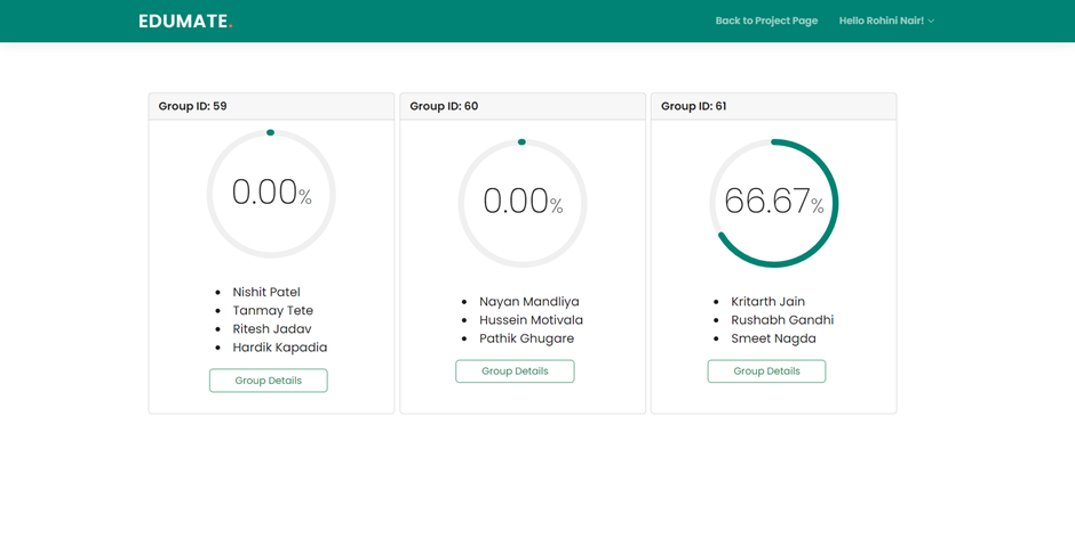 EDUMATE.
Back to Project Page
Hello Rohini Nair!
Group ID: 59
0.00%
Nishit Patel
Tanmay Tete
Ritesh Jadav
Hardik Kapadia
Group Details
Group ID: 60
0.00%
Nayan Mandliya
Hussein Motivala
Pathik Ghugare
Group Details
Group ID: 61
66.67%
Kritarth Jain
Rushabh Gandhi
Smeet Nagda
Group Details